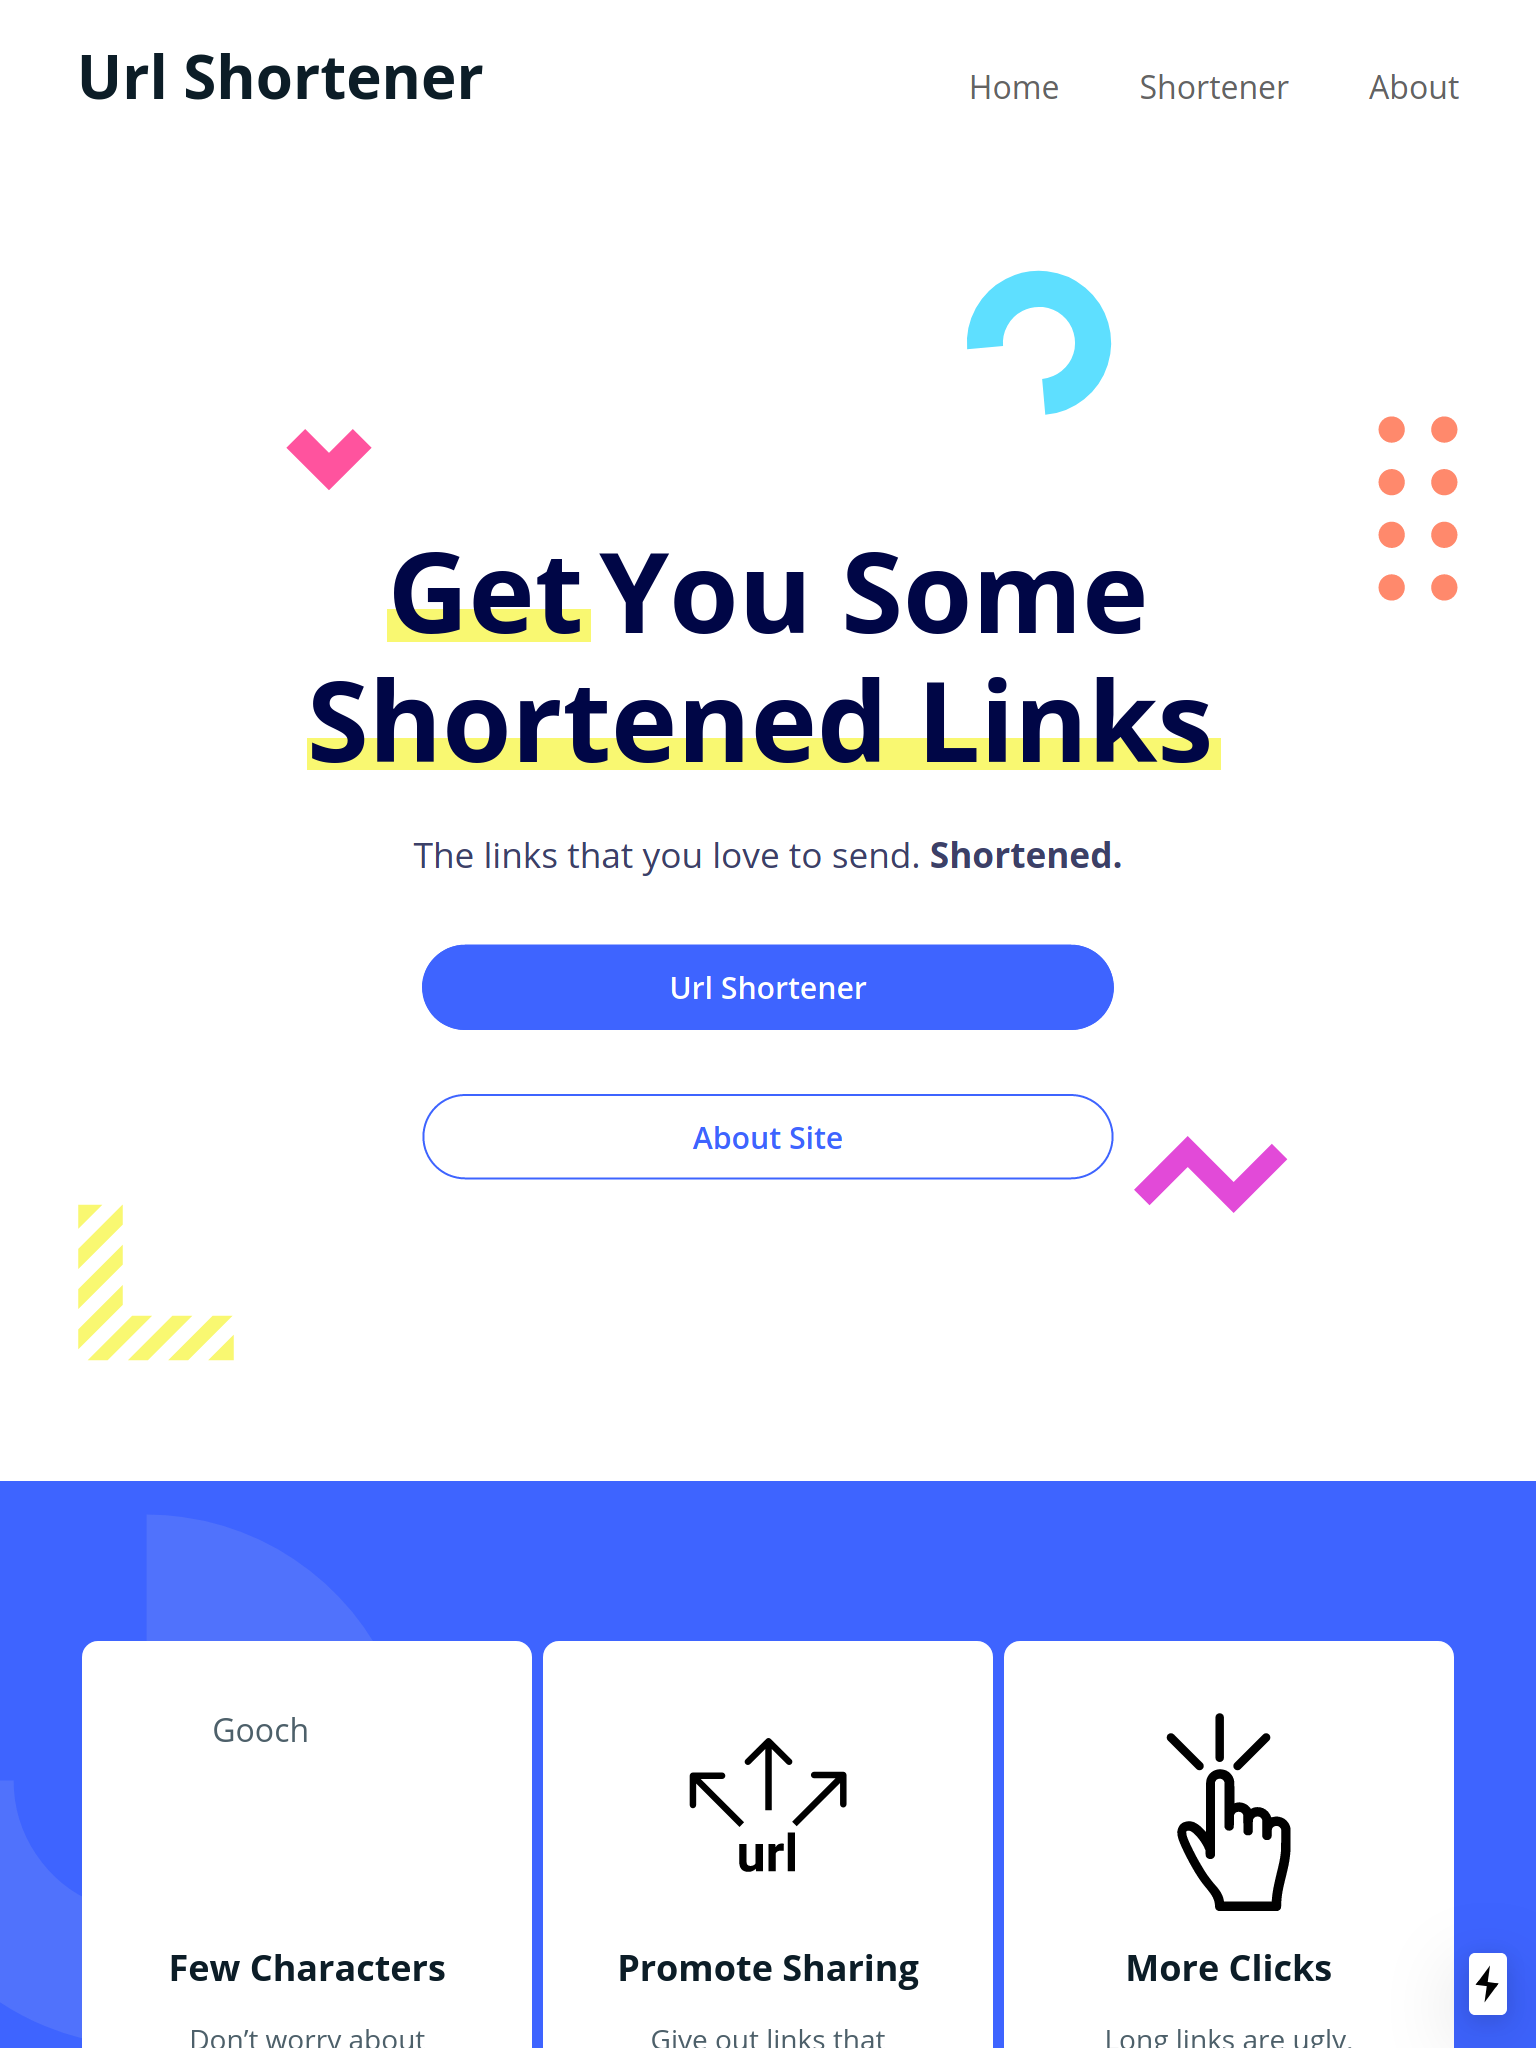 Url Shortener
Home
Shortener
About
Get You Some
Shortened Links
The links that you love to send. Shortened.
Url Shortener
About Site
Gooch
url
Few Characters
Promote Sharing
More Clicks
Don’t worry about
Give out links that
Long links are ugly.